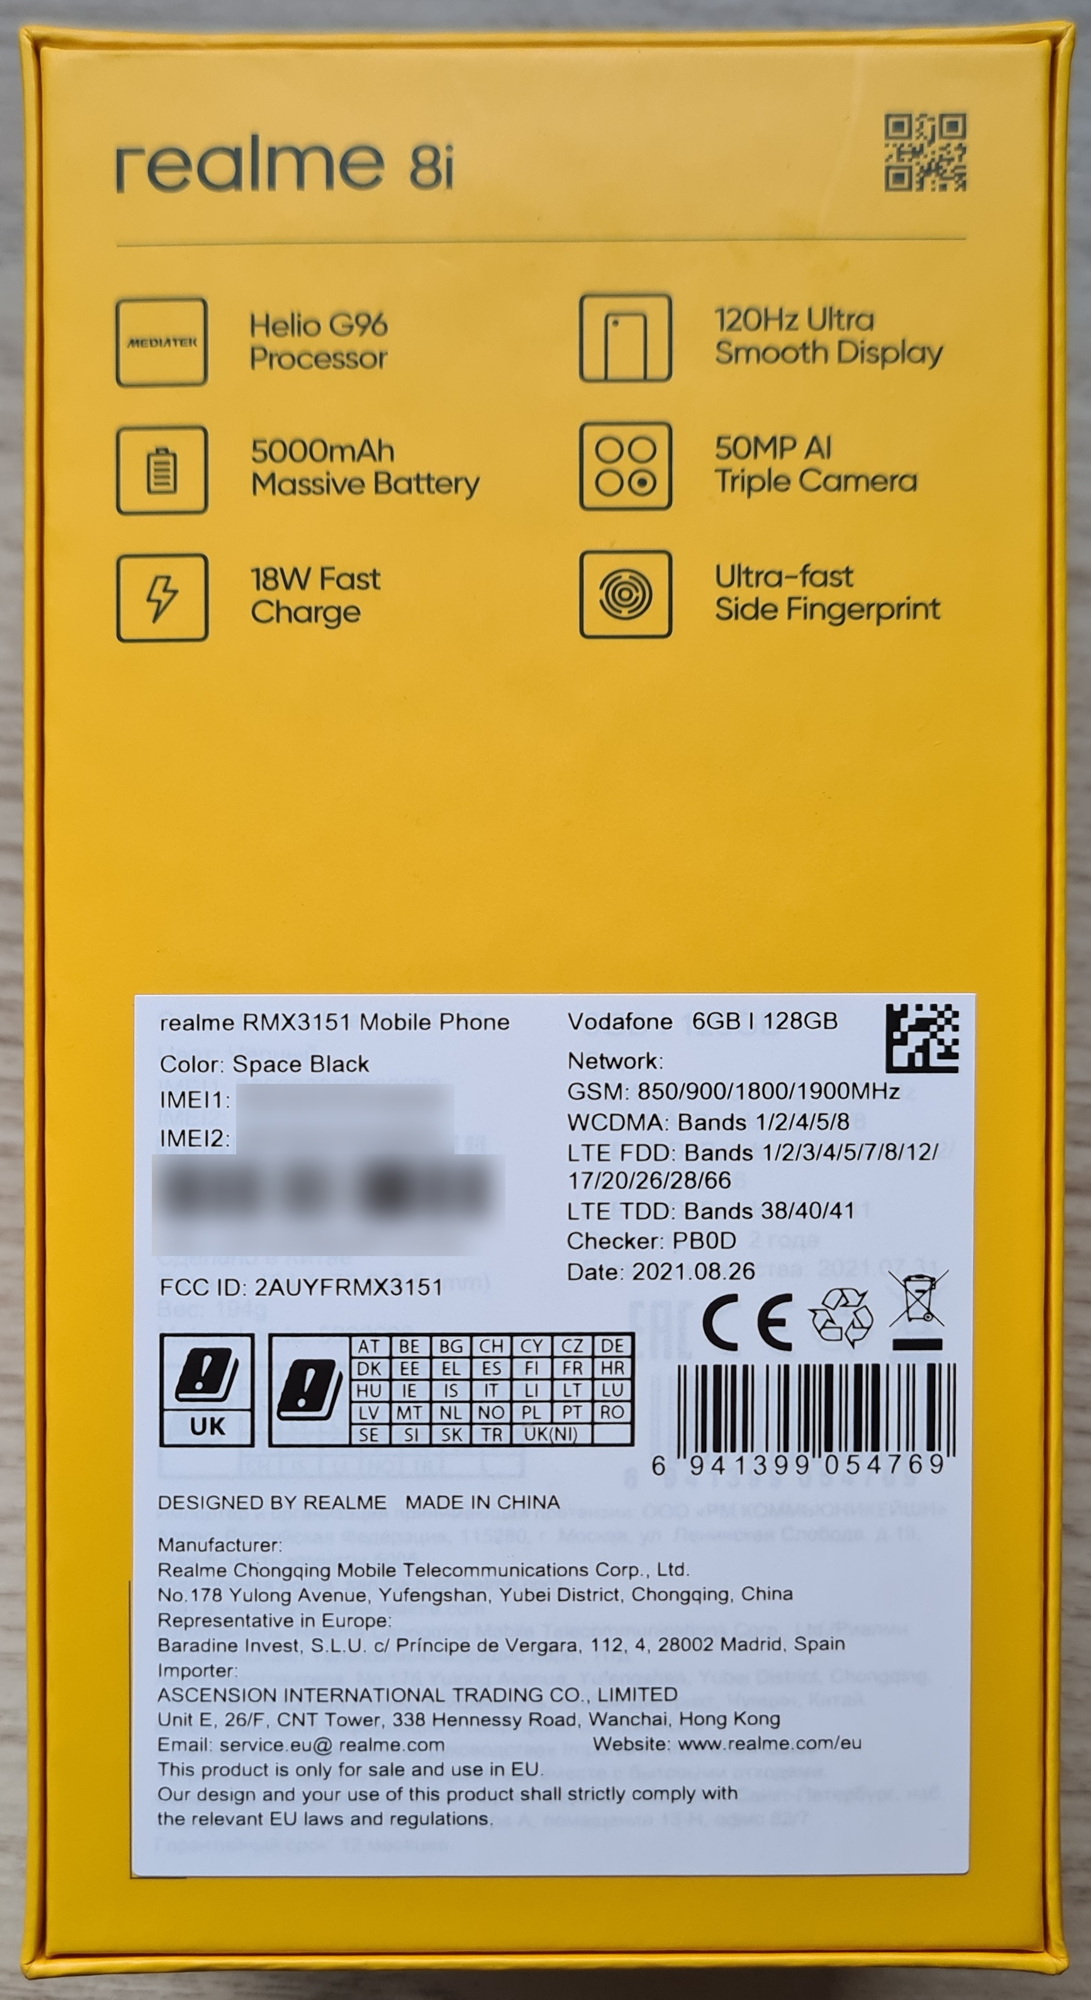 realme 8i
MEDIATEK
Helio G96
Processor
120Hz Ultra
Smooth Display
5000mAh
Massive Battery
50MP AI
Triple Camera
18W Fast
Charge
Ultra-fast
Side Fingerprint
realme RMX3151 Mobile Phone
Color: Space Black
IMEI1:
IMEI2:
FCC ID: 2AUYFRMX3151
Vodafone 6GB | 128GB
Network:
GSM: 850/900/1800/1900MHz
WCDMA: Bands 1/2/4/5/8
LTE FDD: Bands 1/2/3/4/5/7/8/12/
17/20/26/28/66
LTE TDD: Bands 38/40/41
Checker: PB0D
Date: 2021.08.26
CE
UK
AT BE BG CH CY CZ DE
DK EE EL ES FI FR HR
HU IE IS IT LI LT LU
LV MT NL NO PL PT RO
SE SI SK TR UK(NI)
6 941399 054769
DESIGNED BY REALME MADE IN CHINA
Manufacturer:
Realme Chongqing Mobile Telecommunications Corp., Ltd.
No.178 Yulong Avenue, Yufengshan, Yubei District, Chongqing, China
Representative in Europe:
Baradine Invest, S.L.U. c/ Príncipe de Vergara, 112, 4, 28002 Madrid, Spain
Importer:
ASCENSION INTERNATIONAL TRADING CO., LIMITED
Unit E, 26/F, CNT Tower, 338 Hennessy Road, Wanchai, Hong Kong
Email: service.eu@ realme.com Website: www.realme.com/eu
This product is only for sale and use in EU.
Our design and your use of this product shall strictly comply with
the relevant EU laws and regulations.